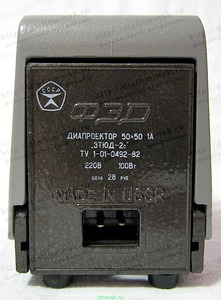 СССР
ФЭД
ДИАПРОЕКТОР 50×50 1А
„ЭТЮД-2с"
ТУ 1-01-0492-82
220В 100Вт
ЦЕНА 28 РУБ
MADE IN USSR